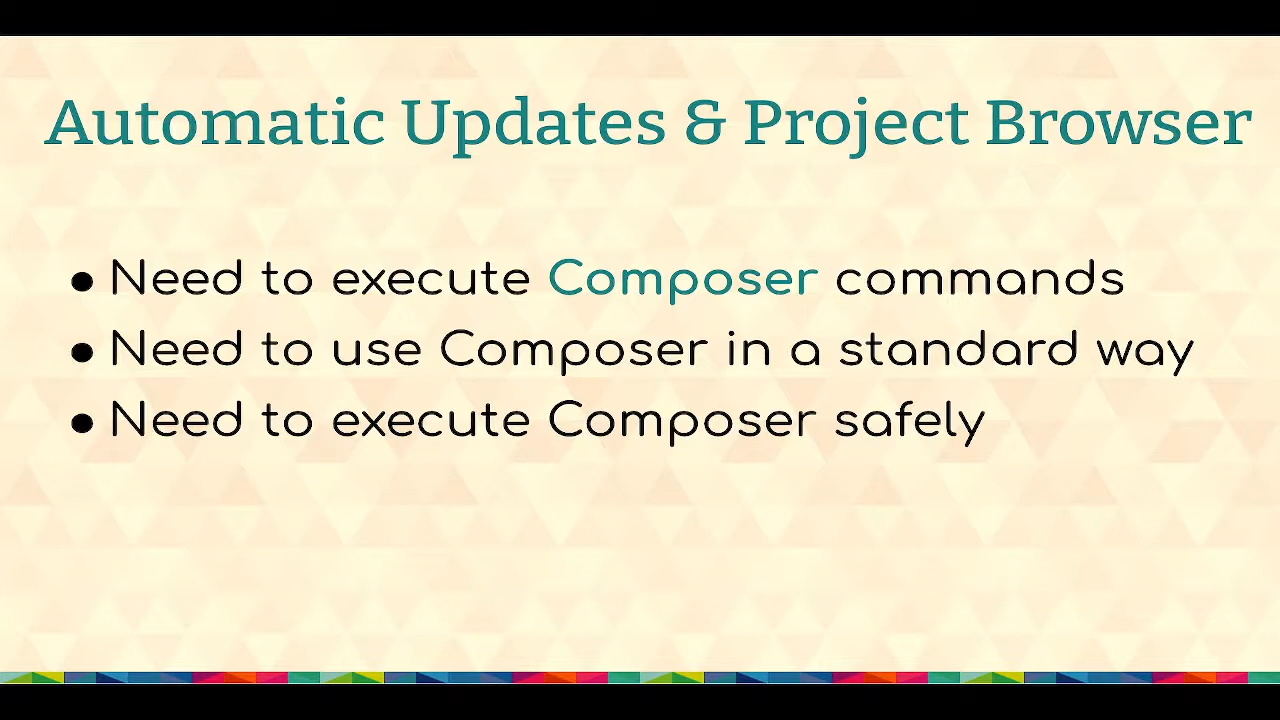 Automatic Updates & Project Browser
• Need to execute Composer commands
• Need to use Composer in a standard way
• Need to execute Composer safely